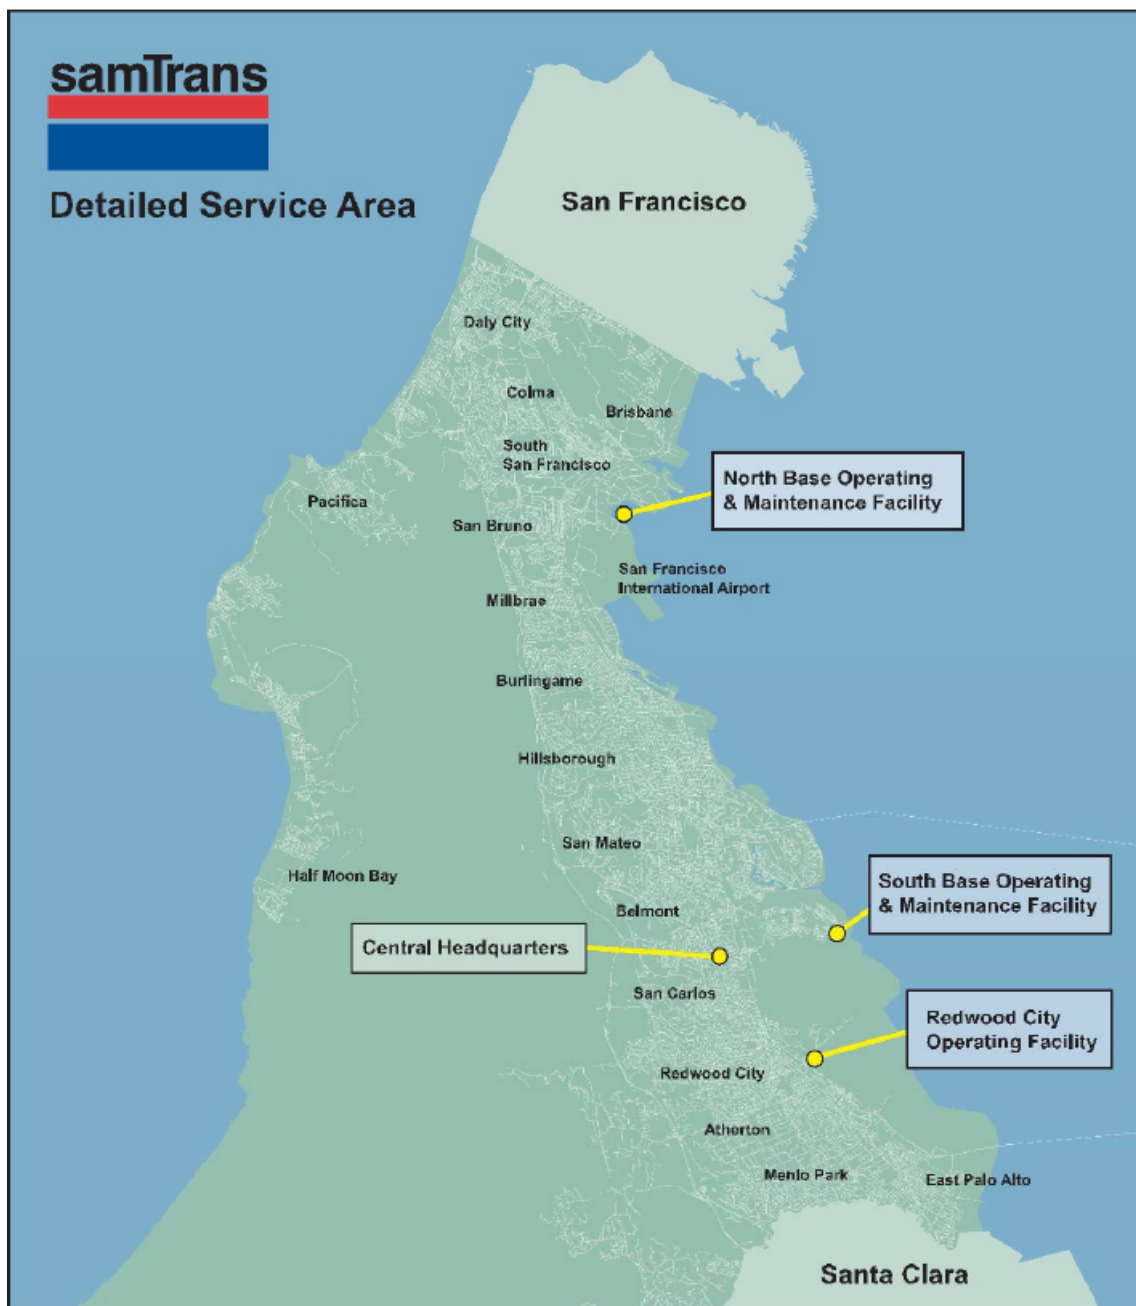 samTrans
Detailed Service Area
San Francisco
Daly City
Colma
Brisbane
South
San Francisco
North Base Operating
& Maintenance Facility
Pacifica
San Bruno
San Francisco
International Airport
Millbrae
Burlingame
Hillsborough
San Mateo
Half Moon Bay
South Base Operating
& Maintenance Facility
Belmont
Central Headquarters
San Carlos
Redwood City
Operating Facility
Redwood City
Atherton
Menlo Park
East Palo Alto
Santa Clara